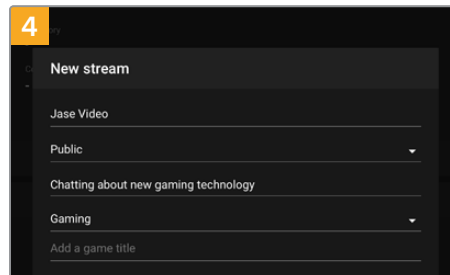 4
New stream
Jase Video
Public
Chatting about new gaming technology
Gaming
Add a game title